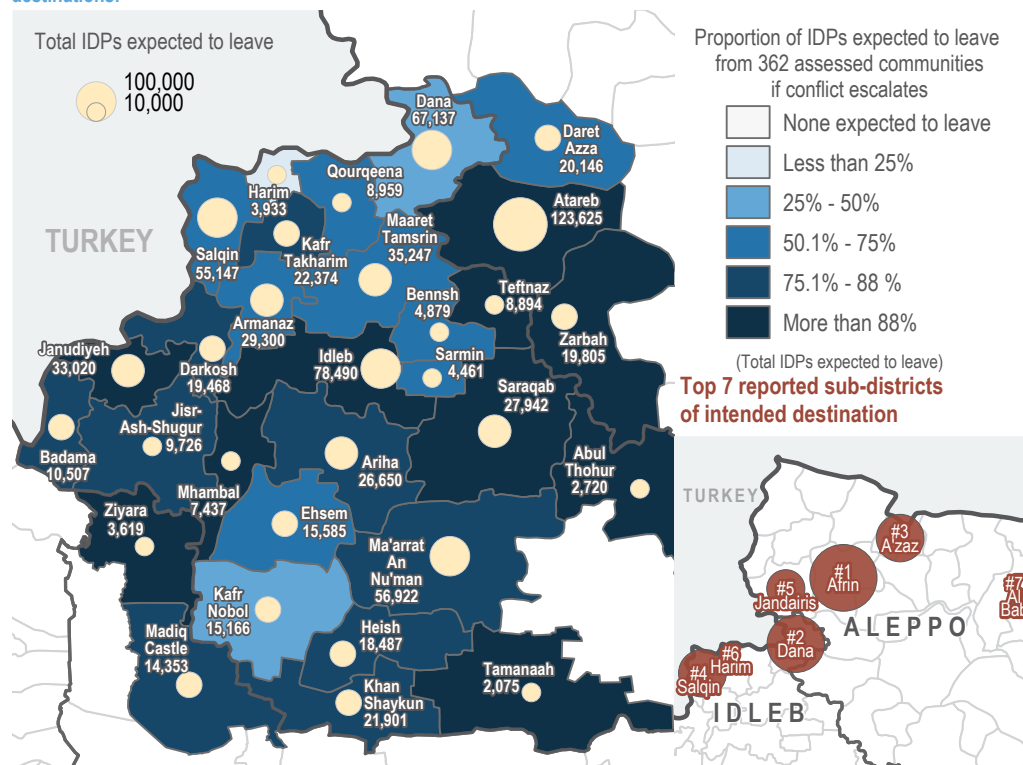 destinations.
Total IDPs expected to leave
100,000
10,000
TURKEY
Dana
67,137
Daret
Azza
20,146
Harim
3,933
Qourqeena
8,959
Atareb
123,625
Salqin
55,147
Kafr
Takharim
22,374
Maaret
Tamsrin
35,247
Teftnaz
8,894
Bennsh
4,879
Zarbah
19,805
Armanaz
29,300
Janudiyeh
33,020
Darkosh
19,468
Idleb
78,490
Sarmin
4,461
Saraqab
27,942
Jisr-
Ash-Shugur
9,726
Badama
10,507
Mhambal
7,437
Ariha
26,650
Abul
Thohur
2,720
Ziyara
3,619
Ehsem
15,585
Ma'arrat
An
Nu'man
56,922
Kafr
Nobol
15,166
Madiq
Castle
14,353
Heish
18,487
Khan
Shaykun
21,901
Tamanaah
2,075
Proportion of IDPs expected to leave
from 362 assessed communities
if conflict escalates
None expected to leave
Less than 25%
25% - 50%
50.1% - 75%
75.1% - 88 %
More than 88%
(Total IDPs expected to leave)
Top 7 reported sub-districts
of intended destination
TURKEY
#3
A'zaz
#1
Afrin
#5
Jandairis
#7
Al
Bab
ALEPPO
#2
Dana
#6
Harim
#4
Salqin
IDLEB